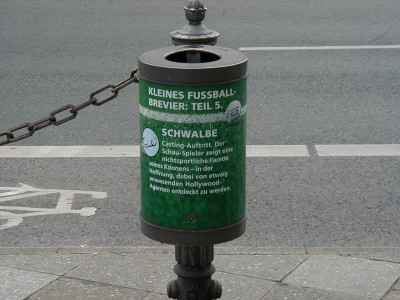 KLEINES FUSSBALL-
BREVIER: TEIL 5.
SCHWALBE
Casting-Auftritt. Der
Schau-Spieler zeigt eine
nichtsportliche Facette
seines Könnens – in der
Hoffnung, dabei von etwaig
anwesenden Hollywood-
Agenten entdeckt zu werden.